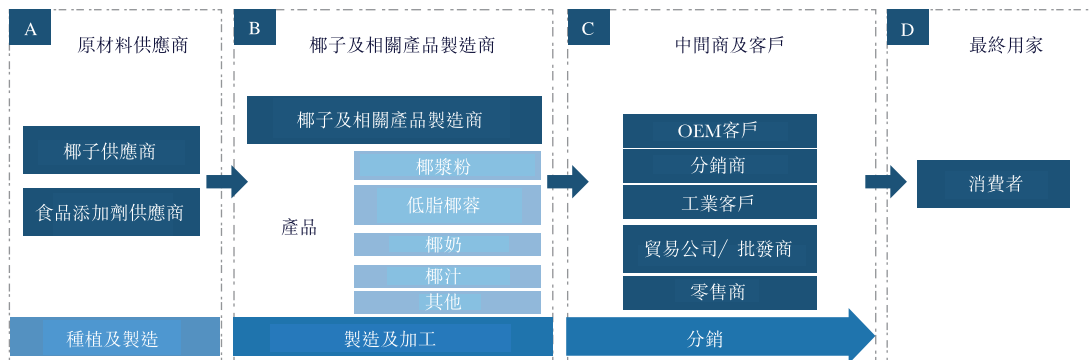 A
原材料供應商
椰子供應商
食品添加劑供應商
種植及製造
B
椰子及相關產品製造商
椰子及相關產品製造商
產品
椰漿粉
低脂椰蓉
椰奶
椰汁
其他
製造及加工
C
中間商及客戶
OEM客戶
分銷商
工業客戶
貿易公司/ 批發商
零售商
分銷
D
最終用家
消費者